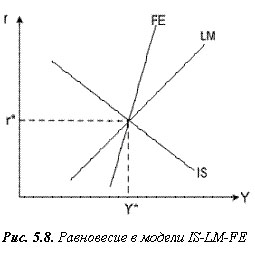 r
FE
LM
r*
IS
Y*
Y
Рис. 5.8. Равновесие в модели IS-LM-FE